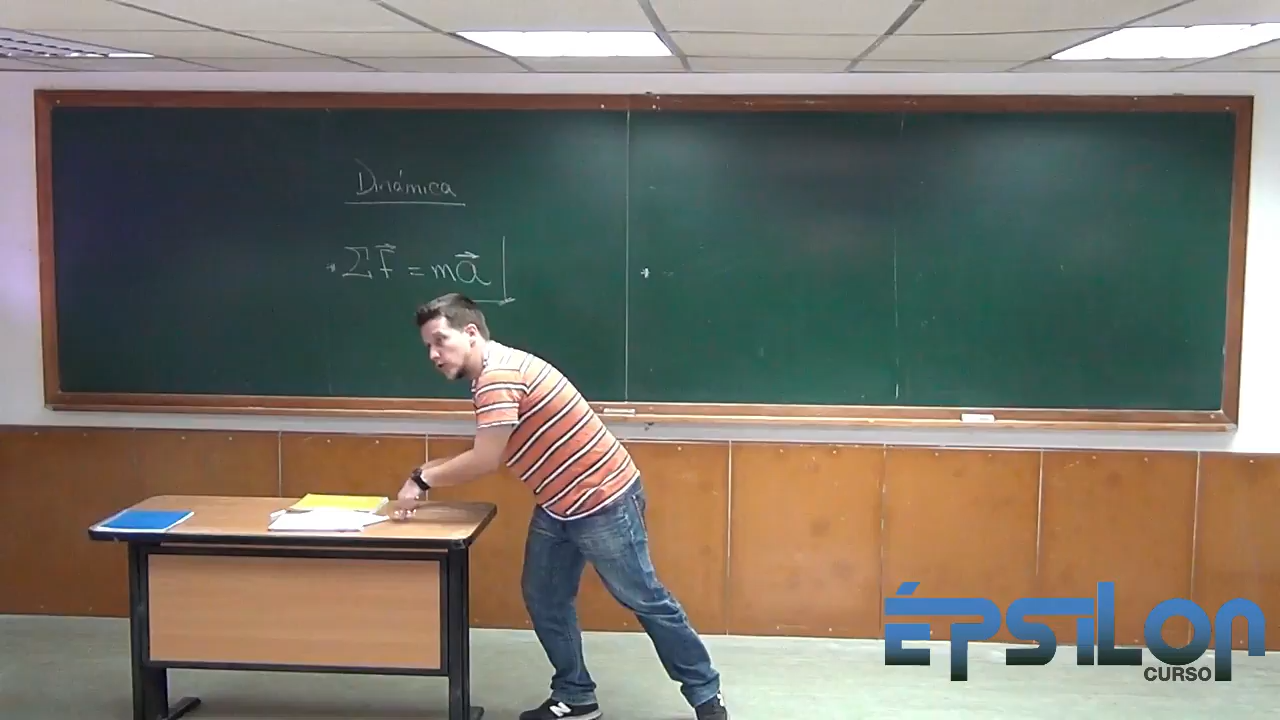 Dinámica
* Σf⃗ = ma⃗
*
ÉPSILON
CURSO